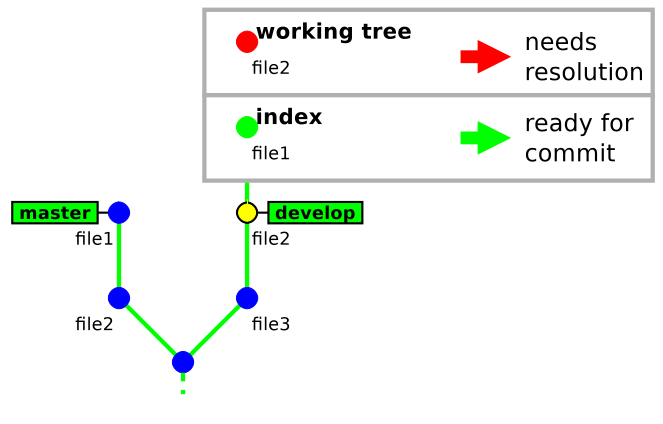 working tree
file2
needs
resolution
index
file1
ready for
commit
master
develop
file1
file2
file2
file3